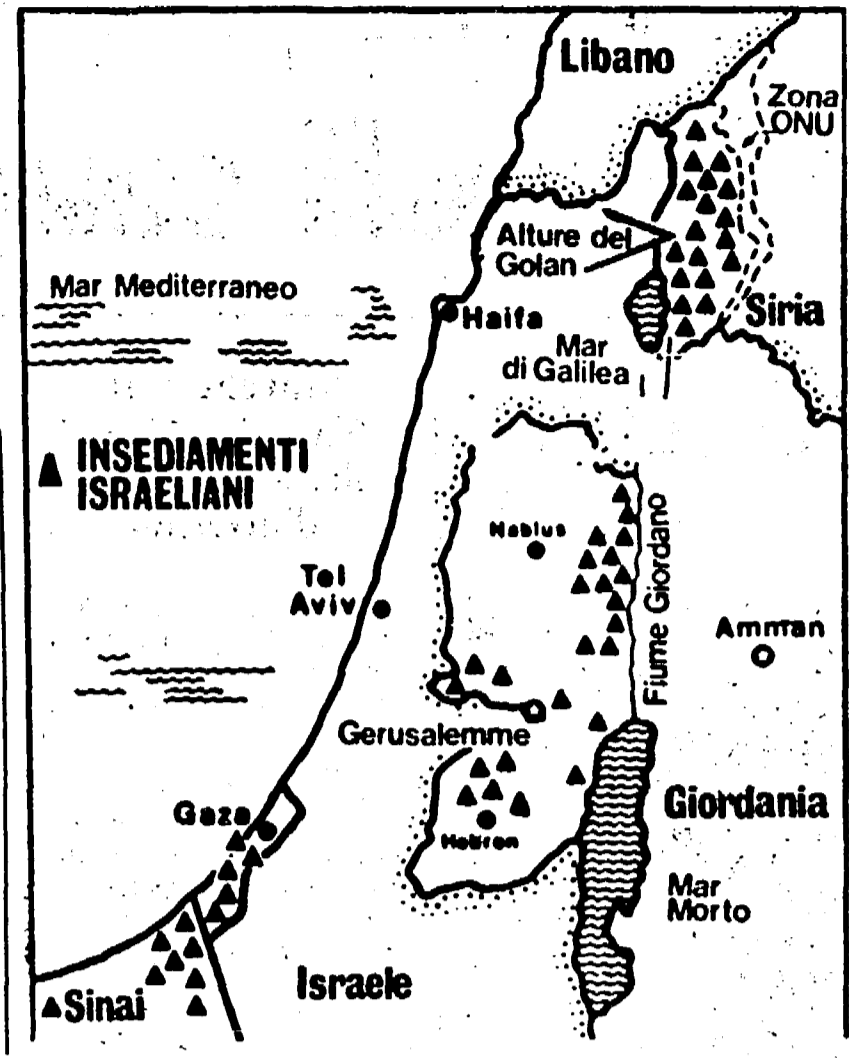 Libano
Zona
ONU
Alture del
Golan
Mar Mediterraneo
Siria
Haifa
Mar
di Galilea
INSEDIAMENTI
ISRAELIANI
Nablus
Fiume Giordano
Tel
Aviv
Amman
Gerusalemme
Giordania
Gaza
Hebron
Mar
Morto
Israele
Sinai